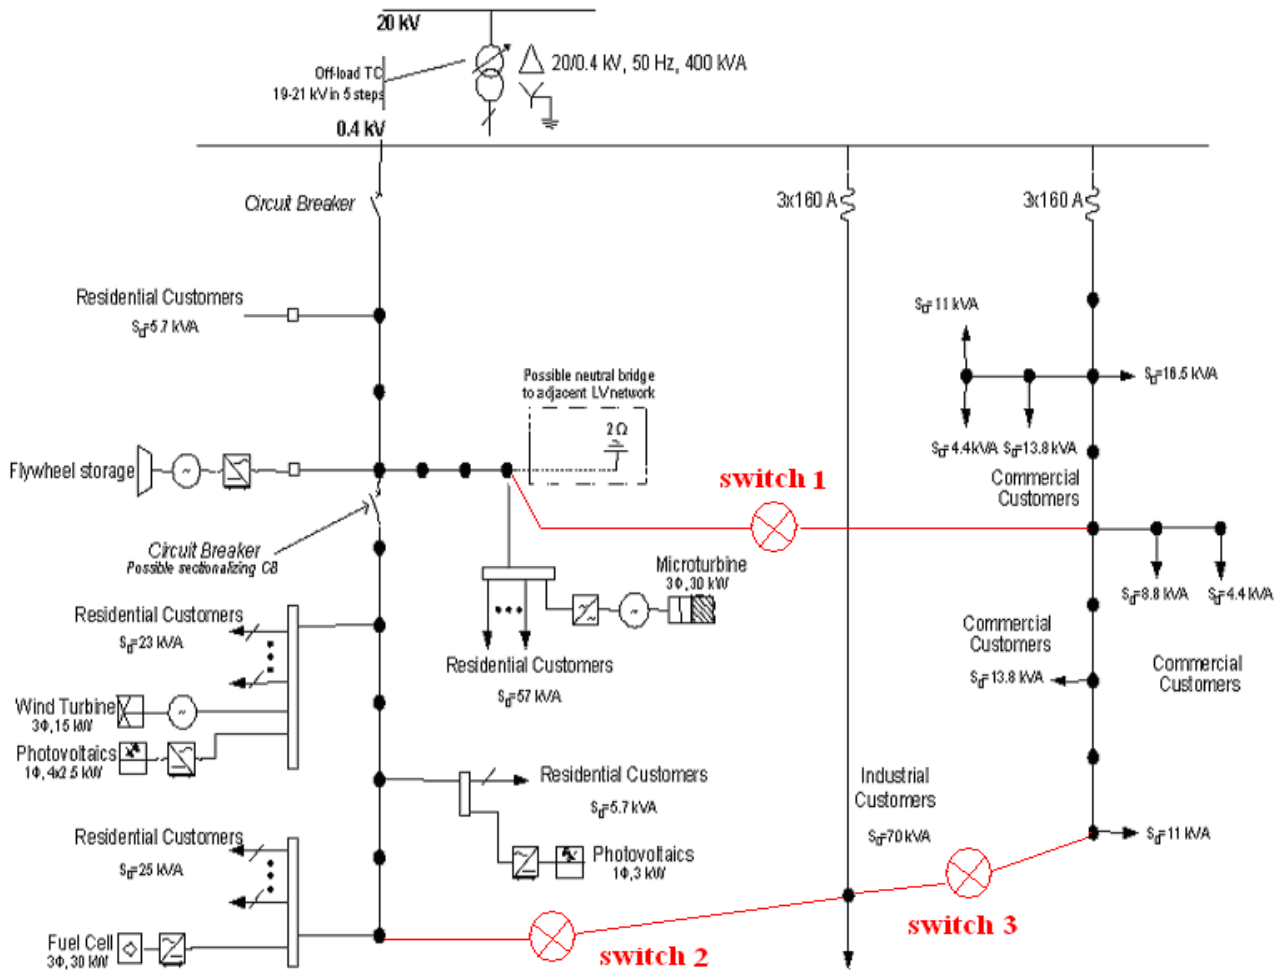 20 kV
Off-load TC
19-21 kV in 5 steps
20/0.4 kV, 50 Hz, 400 kVA
0.4 kV
Circuit Breaker
3x160 A
3x160 A
Residential Customers
Sd=5.7 kVA
Possible neutral bridge
to adjacent LV network
2 Ω
Sd=11 kVA
Sd=16.5 kVA
Sd=4.4kVA Sd=13.8 kVA
Commercial
Customers
Flywheel storage
~
switch 1
Circuit Breaker
Possible sectionalizing CB
Microturbine
3Φ,30 kW
~
Sd=8.8 kVA
Sd=4.4 kVA
Residential Customers
Sd=23 kVA
Residential Customers
Sd=57 kVA
Commercial
Customers
Sd=13.8 kVA
Commercial
Customers
Wind Turbine
3Φ,15 kW
~
Photovoltaics
1Φ,4x2.5 kW
Residential Customers
Sd=5.7 kVA
Industrial
Customers
Sd=70 kVA
Sd=11 kVA
Residential Customers
Sd=25 kVA
Photovoltaics
1Φ,3 kW
switch 3
switch 2
Fuel Cell
3Φ,30 kW